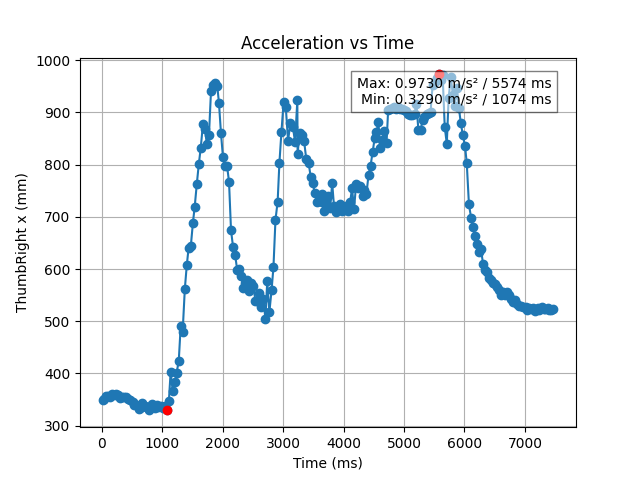 Acceleration vs Time
Max: 0.9730 m/s² / 5574 ms
Min: 0.3290 m/s² / 1074 ms
ThumbRight x (mm)
1000
900
800
700
600
500
400
300
0 1000 2000 3000 4000 5000 6000 7000
Time (ms)